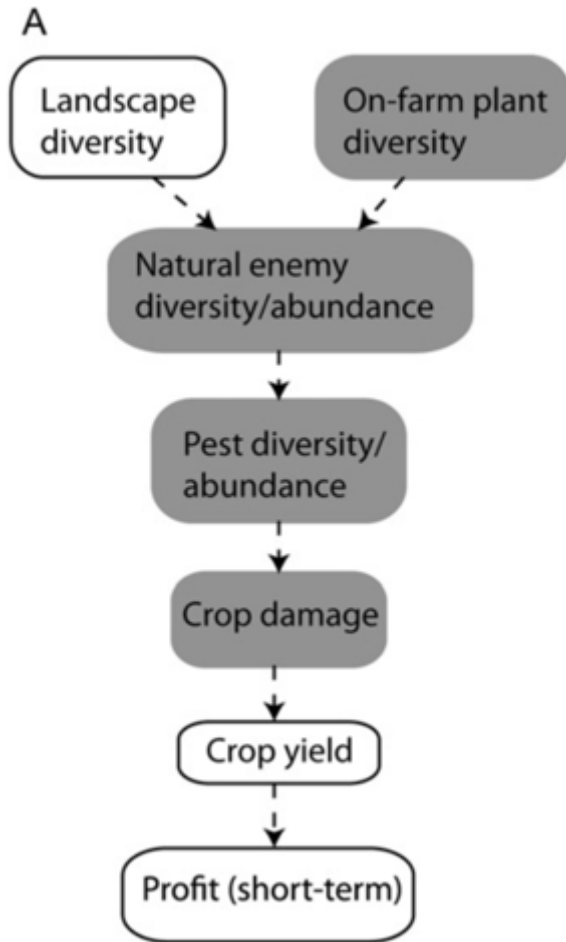 A
Landscape
diversity
On-farm plant
diversity
Natural enemy
diversity/abundance
Pest diversity/
abundance
Crop damage
Crop yield
Profit (short-term)